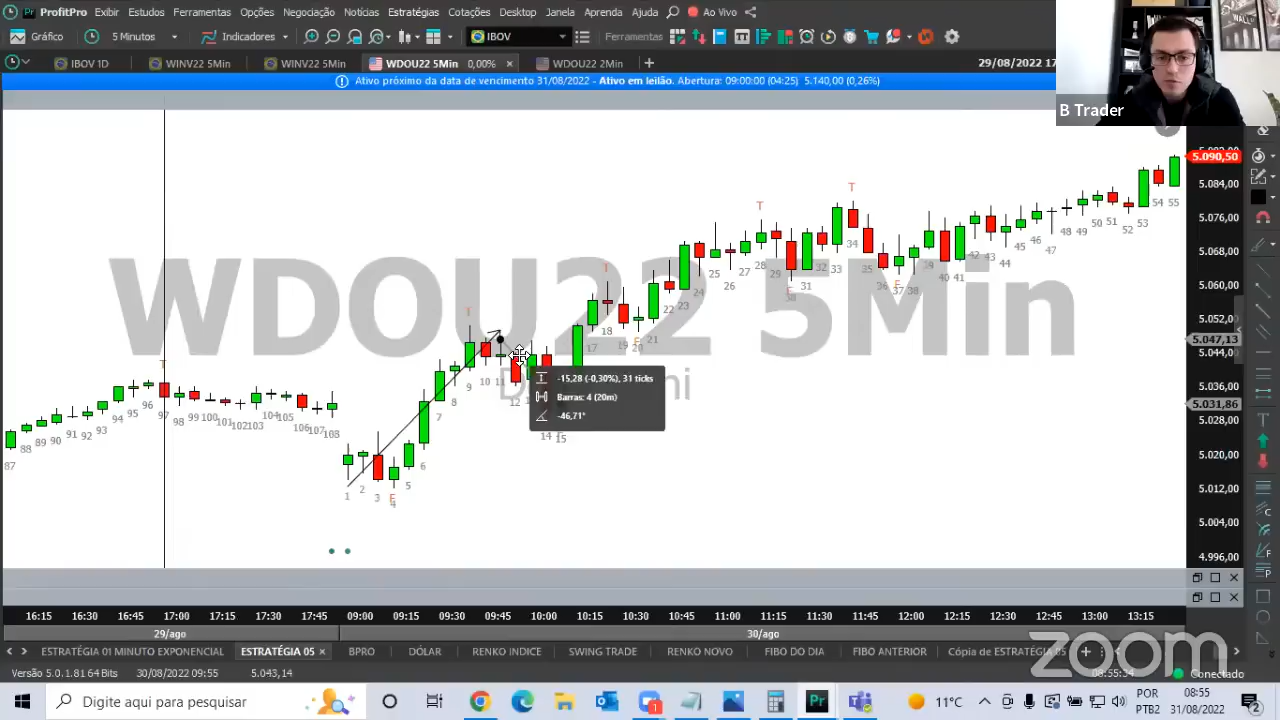 ProfitPro Exibir Estudos Ferramentas Opções Negociação Notícias Estratégia Cotações Desktop Janela Aprenda Ajuda Ao Vivo
Gráfico 5 Minutos Indicadores IBOV Ferramentas
IBOV 1D WINV22 5Min WINV22 5Min WDOU22 5Min 0,00% × WDOU22 2Min + 29/08/2022 17
Ativo próximo da data de vencimento 31/08/2022 - Ativo em leilão. Abertura: 09:00:00 (04:25) 5.140,00 (0,26%)
B Trader
WDOU22 5Min
5.090,50
5.084,00
5.076,00
5.068,00
5.060,00
5.052,00
5.047,13
5.044,00
5.036,00
5.031,86
5.028,00
5.020,00
5.012,00
5.004,00
4.996,00
-15,28 (-0,30%), 31 ticks
Barras: 4 (20m)
-46,71°
16:15 16:30 16:45 17:00 17:15 17:30 17:45 09:00 09:15 09:30 09:45 10:00 10:15 10:30 10:45 11:00 11:15 11:30 11:45 12:00 12:15 12:30 12:45 13:00 13:15
29/ago 30/ago
ESTRATÉGIA 01 MINUTO EXPONENCIAL ESTRATÉGIA 05 × BPRO DÓLAR RENKO INDICE SWING TRADE RENKO NOVO FIBO DO DIA FIBO ANTERIOR Cópia de ESTRATÉGIA 05
zoom
Versão 5.0.1.81 64 Bits 30/08/2022 09:55 5.043,14 08:55:34 Conectado
Digite aqui para pesquisar
11°C
POR
PTB2
08:55
31/08/2022